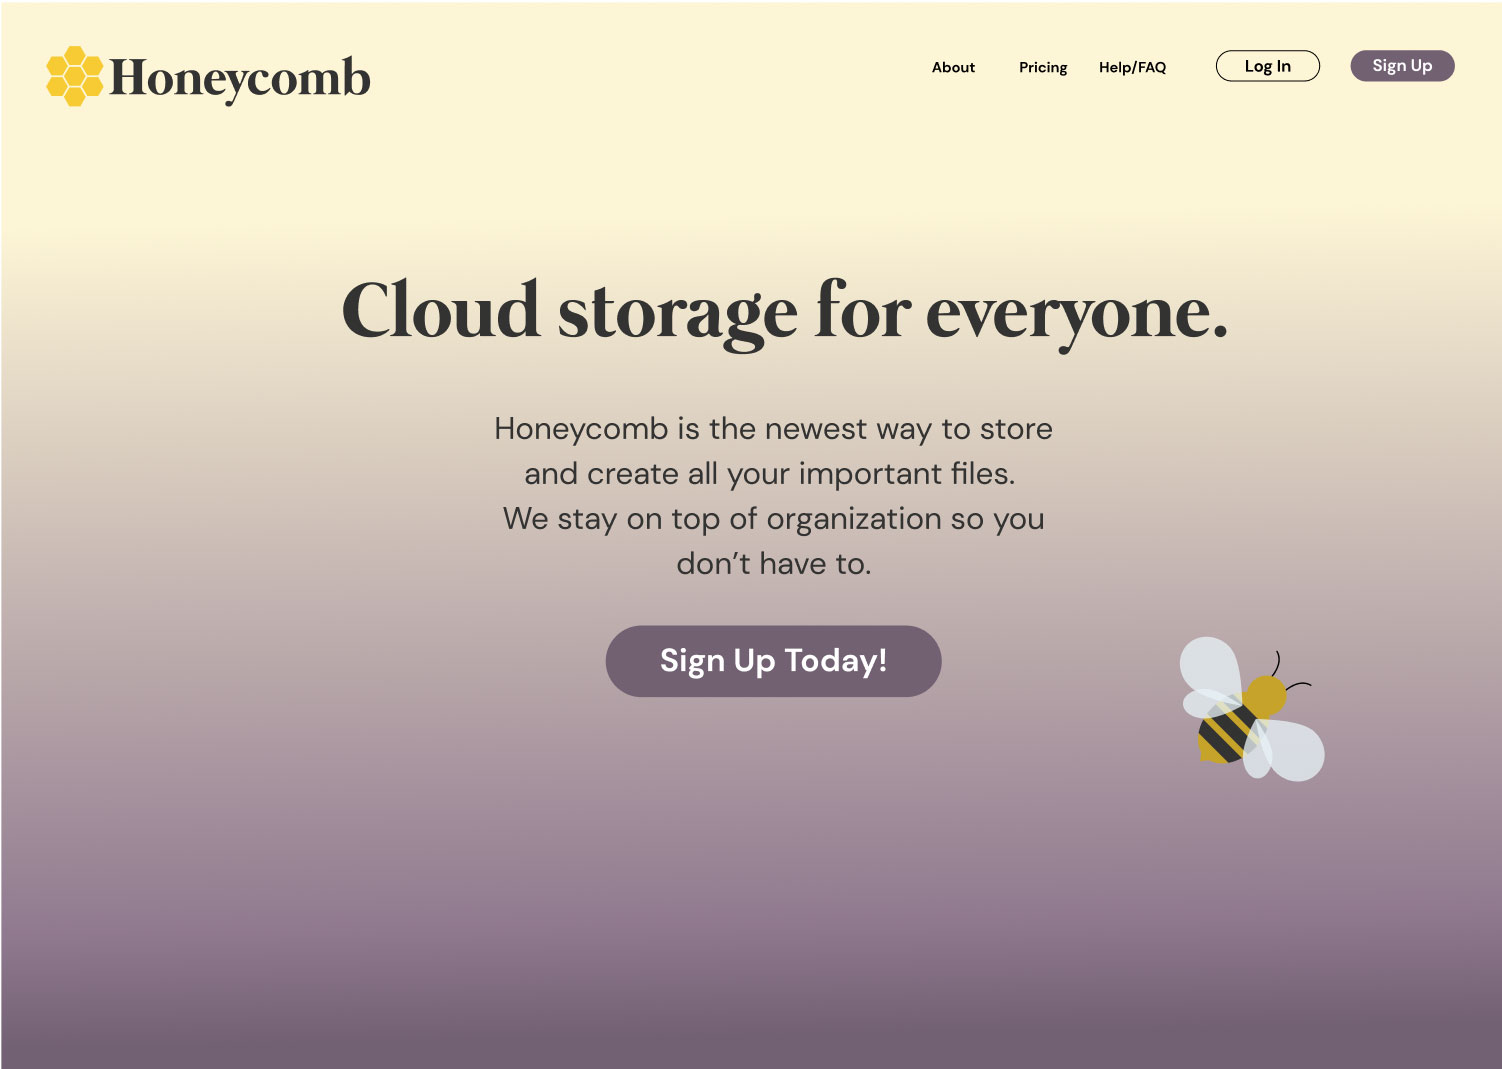 Honeycomb
About
Pricing
Help/FAQ
Log In
Sign Up
Cloud storage for everyone.
Honeycomb is the newest way to store
and create all your important files.
We stay on top of organization so you
don’t have to.
Sign Up Today!